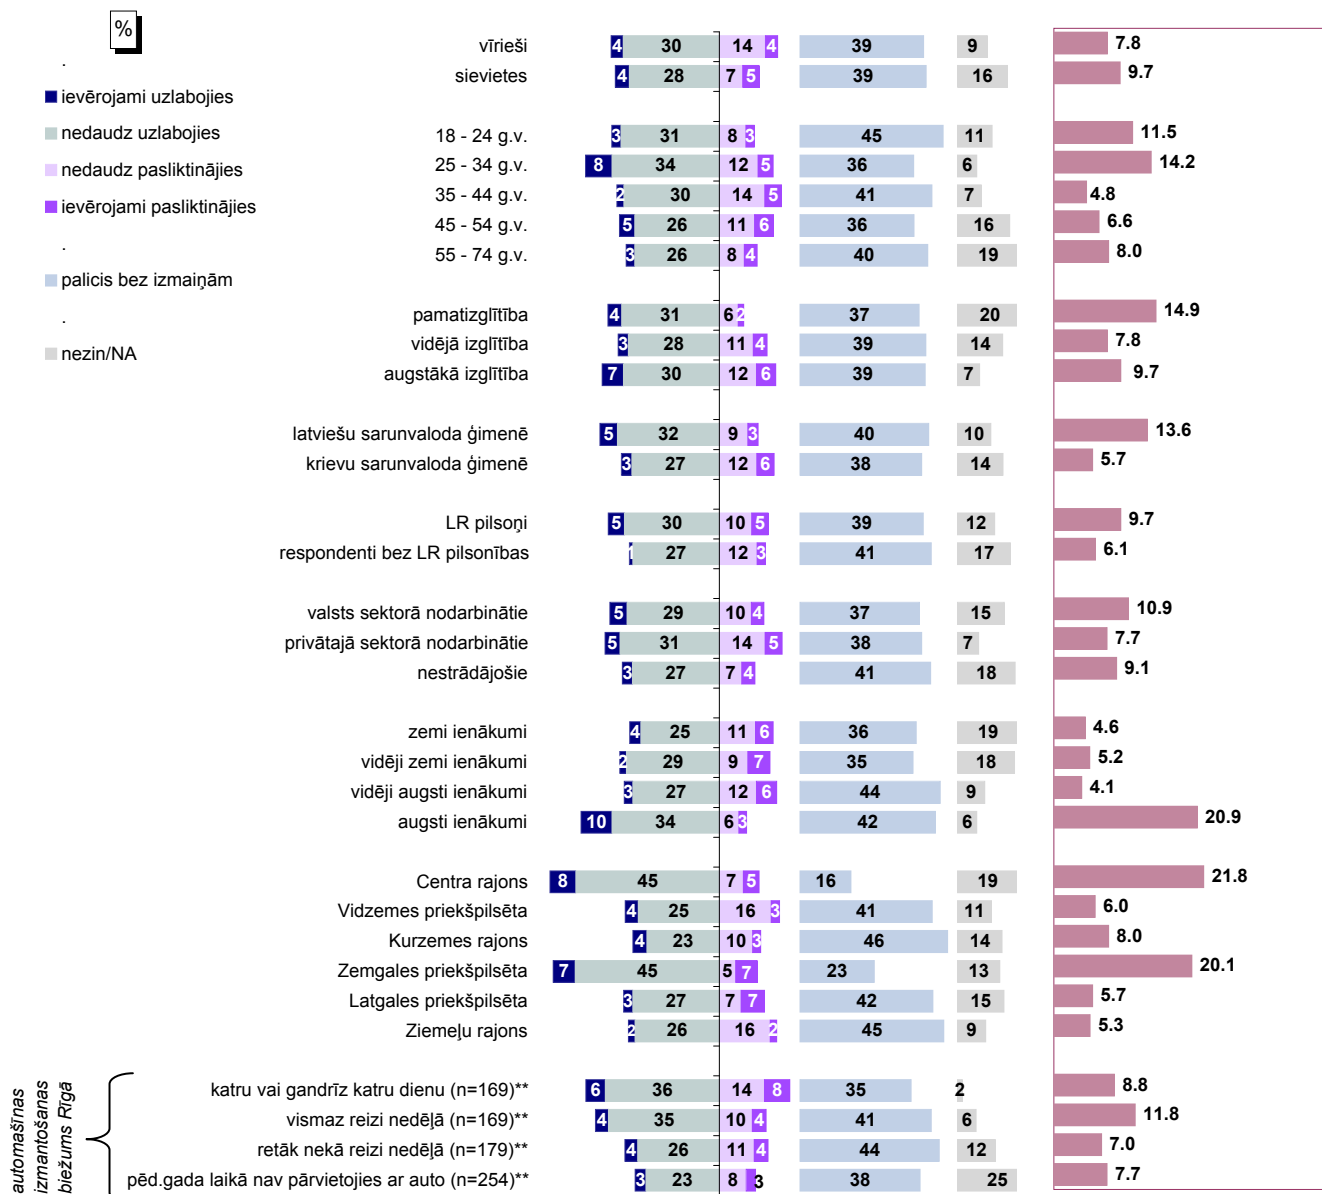 %
.
ievērojami uzlabojies
nedaudz uzlabojies
nedaudz pasliktinājies
ievērojami pasliktinājies
.
palicis bez izmaiņām
.
nezin/NA
vīrieši 4 30 14 4 39 9 7.8
sievietes 4 28 7 5 39 16 9.7
18 - 24 g.v. 3 31 8 3 45 11 11.5
25 - 34 g.v. 8 34 12 5 36 6 14.2
35 - 44 g.v. 2 30 14 5 41 7 4.8
45 - 54 g.v. 5 26 11 6 36 16 6.6
55 - 74 g.v. 3 26 8 4 40 19 8.0
pamatizglītība 4 31 6 2 37 20 14.9
vidējā izglītība 3 28 11 4 39 14 7.8
augstākā izglītība 7 30 12 6 39 7 9.7
latviešu sarunvaloda ģimenē 5 32 9 3 40 10 13.6
krievu sarunvaloda ģimenē 3 27 12 6 38 14 5.7
LR pilsoņi 5 30 10 5 39 12 9.7
respondenti bez LR pilsonības 1 27 12 3 41 17 6.1
valsts sektorā nodarbinātie 5 29 10 4 37 15 10.9
privātajā sektorā nodarbinātie 5 31 14 5 38 7 7.7
nestrādājošie 3 27 7 4 41 18 9.1
zemi ienākumi 4 25 11 6 36 19 4.6
vidēji zemi ienākumi 2 29 9 7 35 18 5.2
vidēji augsti ienākumi 3 27 12 6 44 9 4.1
augsti ienākumi 10 34 6 3 42 6 20.9
Centra rajons 8 45 7 5 16 19 21.8
Vidzemes priekšpilsēta 4 25 16 3 41 11 6.0
Kurzemes rajons 4 23 10 3 46 14 8.0
Zemgales priekšpilsēta 7 45 5 7 23 13 20.1
Latgales priekšpilsēta 3 27 7 7 42 15 5.7
Ziemeļu rajons 2 26 16 2 45 9 5.3
automašīnas
izmantošanas
biežums Rīgā
katru vai gandrīz katru dienu (n=169)** 6 36 14 8 35 2 8.8
vismaz reizi nedēļā (n=169)** 4 35 10 4 41 6 11.8
retāk nekā reizi nedēļā (n=179)** 4 26 11 4 44 12 7.0
pēd.gada laikā nav pārvietojies ar auto (n=254)** 3 23 8 3 38 25 7.7